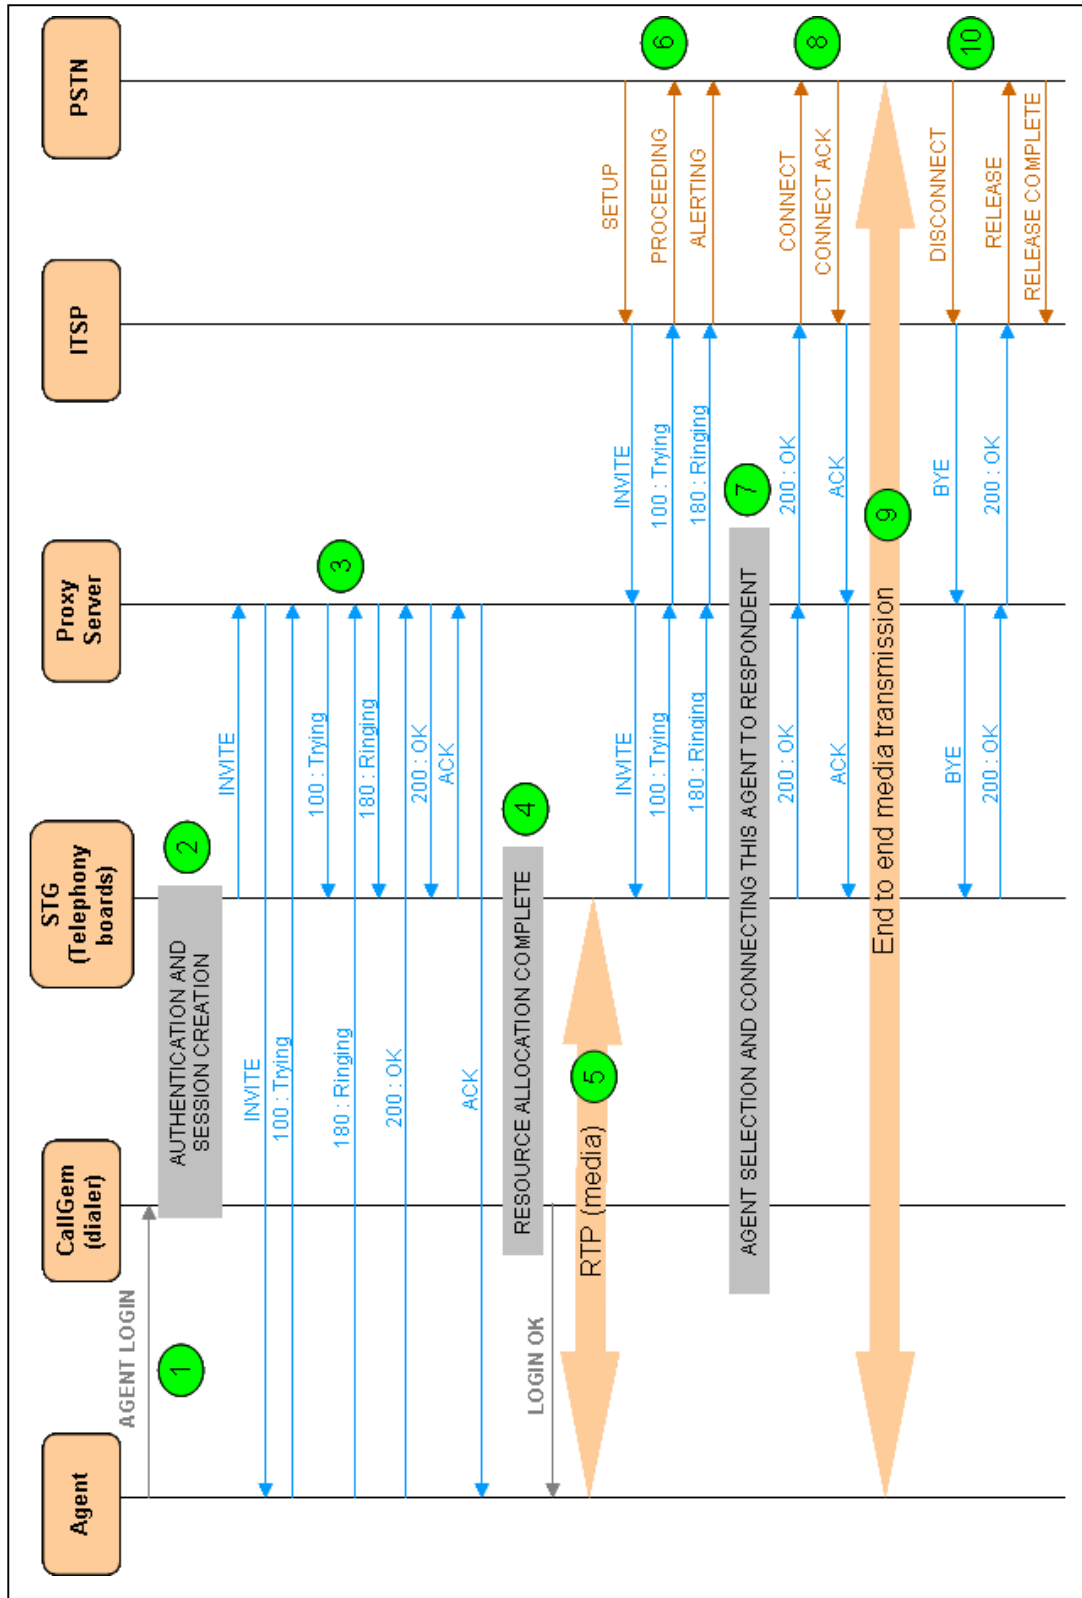 Agent
CallGem
(dialer)
STG
(Telephony
boards)
Proxy
Server
ITSP
PSTN
AGENT LOGIN
1
AUTHENTICATION AND
SESSION CREATION
2
INVITE
INVITE
100 : Trying
100 : Trying
3
180 : Ringing
180 : Ringing
200 : OK
200 : OK
ACK
ACK
RESOURCE ALLOCATION COMPLETE
4
LOGIN OK
RTP (media)
5
SETUP
INVITE
INVITE
6
PROCEEDING
100 : Trying
100 : Trying
ALERTING
180 : Ringing
180 : Ringing
AGENT SELECTION AND CONNECTING THIS AGENT TO RESPONDENT
7
200 : OK
200 : OK
CONNECT
8
ACK
ACK
CONNECT ACK
End to end media transmission
9
DISCONNECT
10
BYE
BYE
200 : OK
200 : OK
RELEASE
RELEASE COMPLETE